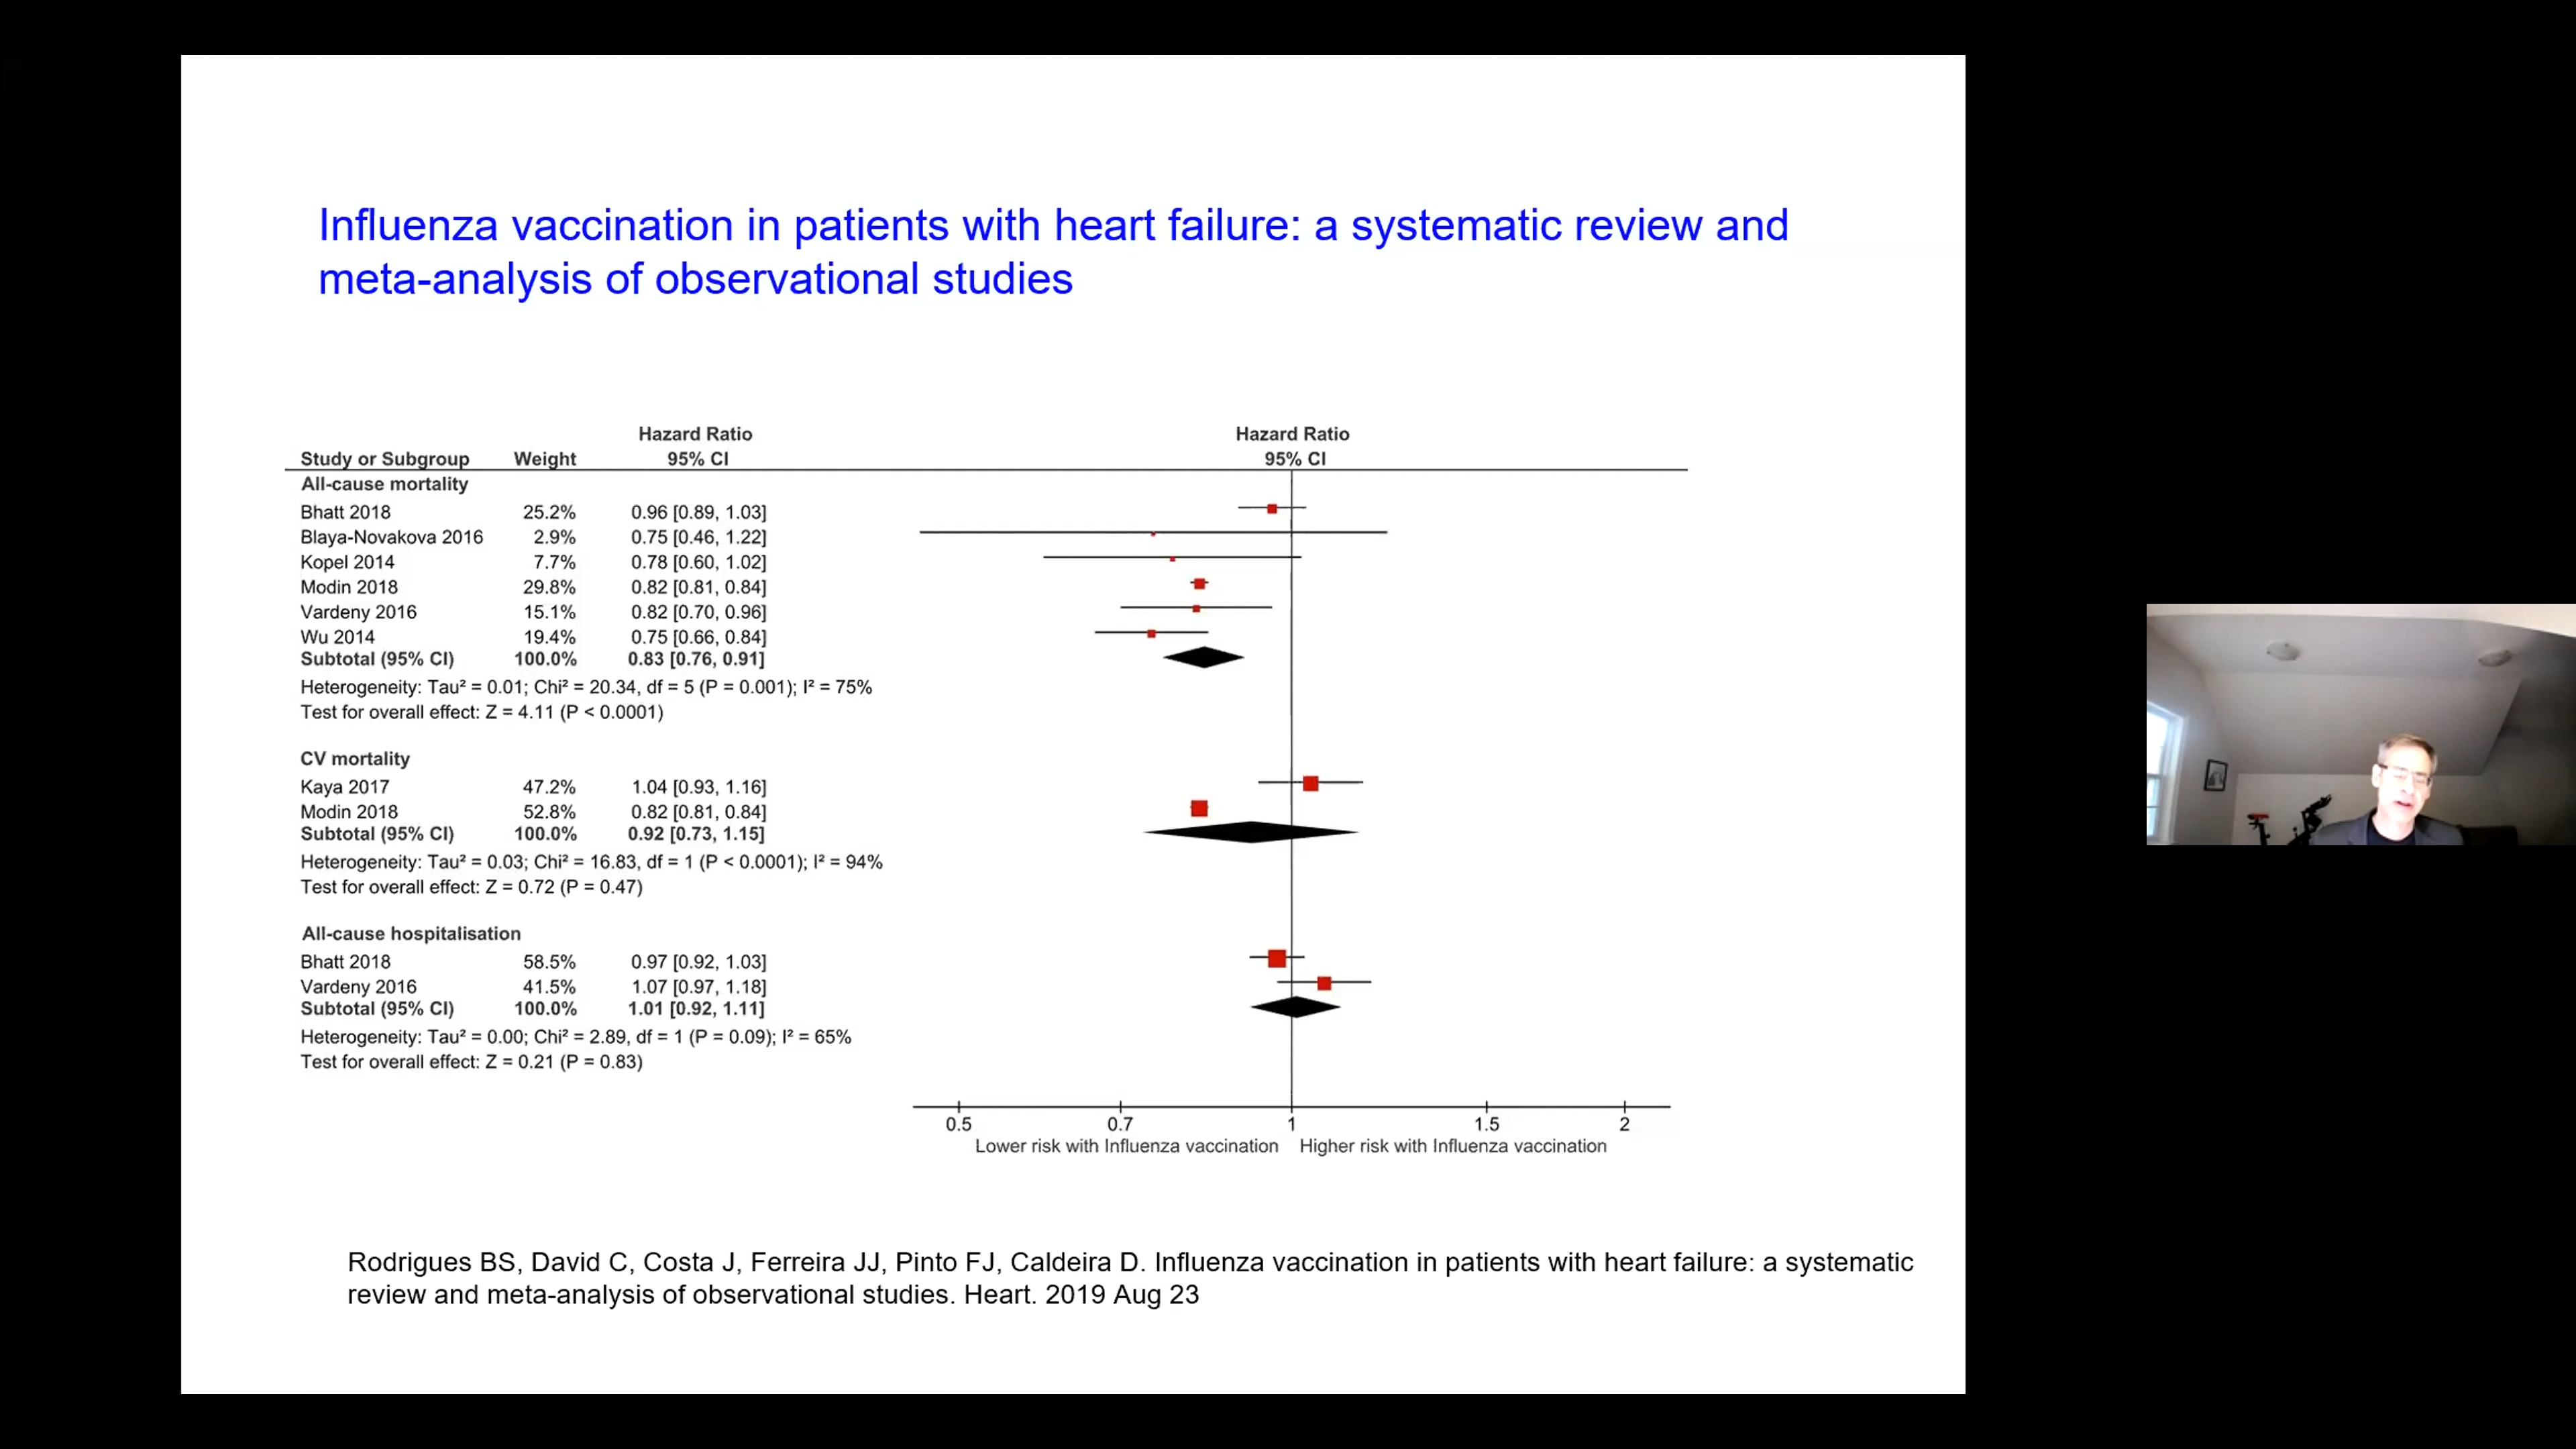 Influenza vaccination in patients with heart failure: a systematic review and
meta-analysis of observational studies
Hazard Ratio Hazard Ratio
Study or Subgroup Weight 95% CI 95% CI
All-cause mortality
Bhatt 2018 25.2% 0.96 [0.89, 1.03]
Blaya-Novakova 2016 2.9% 0.75 [0.46, 1.22]
Kopel 2014 7.7% 0.78 [0.60, 1.02]
Modin 2018 29.8% 0.82 [0.81, 0.84]
Vardeny 2016 15.1% 0.82 [0.70, 0.96]
Wu 2014 19.4% 0.75 [0.66, 0.84]
Subtotal (95% CI) 100.0% 0.83 [0.76, 0.91]
Heterogeneity: Tau² = 0.01; Chi² = 20.34, df = 5 (P = 0.001); I² = 75%
Test for overall effect: Z = 4.11 (P < 0.0001)
CV mortality
Kaya 2017 47.2% 1.04 [0.93, 1.16]
Modin 2018 52.8% 0.82 [0.81, 0.84]
Subtotal (95% CI) 100.0% 0.92 [0.73, 1.15]
Heterogeneity: Tau² = 0.03; Chi² = 16.83, df = 1 (P < 0.0001); I² = 94%
Test for overall effect: Z = 0.72 (P = 0.47)
All-cause hospitalisation
Bhatt 2018 58.5% 0.97 [0.92, 1.03]
Vardeny 2016 41.5% 1.07 [0.97, 1.18]
Subtotal (95% CI) 100.0% 1.01 [0.92, 1.11]
Heterogeneity: Tau² = 0.00; Chi² = 2.89, df = 1 (P = 0.09); I² = 65%
Test for overall effect: Z = 0.21 (P = 0.83)
0.5 0.7 1 1.5 2
Lower risk with Influenza vaccination Higher risk with Influenza vaccination
Rodrigues BS, David C, Costa J, Ferreira JJ, Pinto FJ, Caldeira D. Influenza vaccination in patients with heart failure: a systematic
review and meta-analysis of observational studies. Heart. 2019 Aug 23